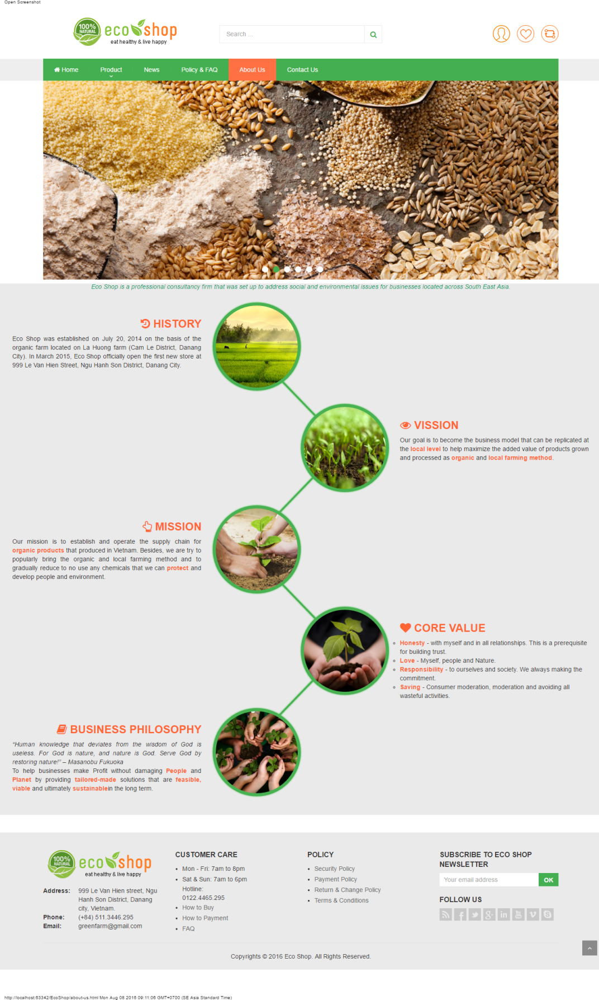 Open Screenshot
100%
NATURAL
eco shop
eat healthy & live happy
Search ...
Home
Product
News
Policy & FAQ
About Us
Contact Us
Eco Shop is a professional consultancy firm that was set up to address social and environmental issues for businesses located across South East Asia.
HISTORY
Eco Shop was established on July 20, 2014 on the basis of the
organic farm located on La Huong farm (Cam Le District, Danang
City). In March 2015, Eco Shop officially open the first new store at
999 Le Van Hien Street, Ngu Hanh Son District, Danang City.
VISSION
Our goal is to become the business model that can be replicated at
the local level to help maximize the added value of products grown
and processed as organic and local farming method.
MISSION
Our mission is to establish and operate the supply chain for
organic products that produced in Vietnam. Besides, we are try to
popularly bring the organic and local farming method and to
gradually reduce to no use any chemicals that we can protect and
develop people and environment.
CORE VALUE
Honesty - with myself and in all relationships. This is a prerequisite
for building trust.
Love - Myself, people and Nature.
Responsibility - to ourselves and society. We always making the
commitment.
Saving - Consumer moderation, moderation and avoiding all
wasteful activities.
BUSINESS PHILOSOPHY
“Human knowledge that deviates from the wisdom of God is
useless. For God is nature, and nature is God. Serve God by
restoring nature!” – Masanobu Fukuoka
To help businesses make Profit without damaging People and
Planet by providing tailored-made solutions that are feasible,
viable and ultimately sustainablein the long term.
100%
NATURAL
eco shop
eat healthy & live happy
Address: 999 Le Van Hien street, Ngu
Hanh Son District, Danang
city, Vietnam.
Phone: (+84) 511.3446.295
Email: greenfarm@gmail.com
CUSTOMER CARE
Mon - Fri: 7am to 8pm
Sat & Sun: 7am to 6pm
Hotline:
0122.4465.295
How to Buy
How to Payment
FAQ
POLICY
Security Policy
Payment Policy
Return & Change Policy
Terms & Conditions
SUBSCRIBE TO ECO SHOP
NEWSLETTER
Your email address
OK
FOLLOW US
Copyrights © 2016 Eco Shop. All Rights Reserved.
http://localhost:63342/EcoShop/about-us.html Mon Aug 08 2016 09:11:06 GMT+0700 (SE Asia Standard Time)